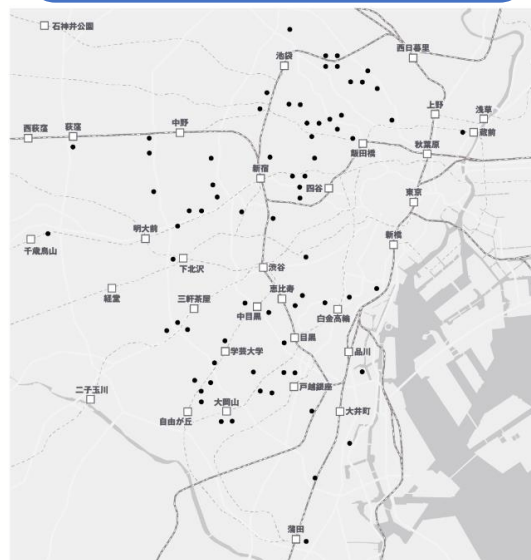 石神井公園
池袋
西日暮里
上野
浅草
蔵前
西荻窪
荻窪
中野
飯田橋
秋葉原
新宿
四谷
東京
千歳烏山
明大前
新橋
下北沢
渋谷
経堂
三軒茶屋
恵比寿
中目黒
白金高輪
目黒
学芸大学
品川
二子玉川
戸越銀座
自由が丘
大岡山
大井町
蒲田